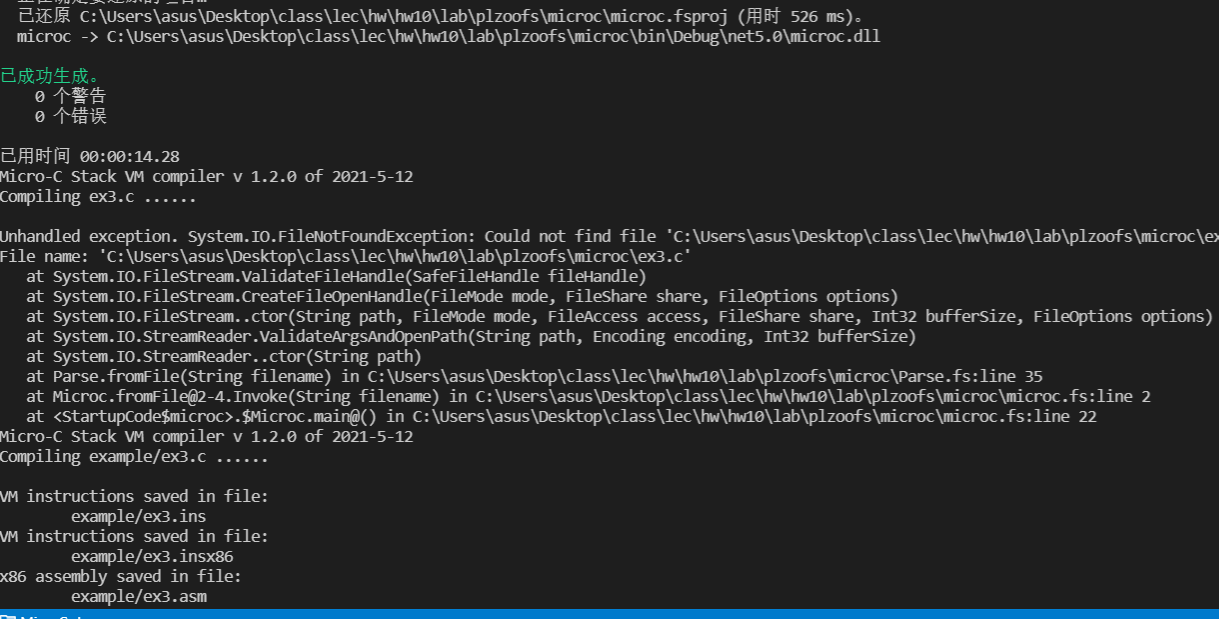 已还原 C:\Users\asus\Desktop\class\lec\hw\hw10\lab\plzoofs\microc\microc.fsproj (用时 526 ms)。
microc -> C:\Users\asus\Desktop\class\lec\hw\hw10\lab\plzoofs\microc\bin\Debug\net5.0\microc.dll
已成功生成。
0 个警告
0 个错误
已用时间 00:00:14.28
Micro-C Stack VM compiler v 1.2.0 of 2021-5-12
Compiling ex3.c ......
Unhandled exception. System.IO.FileNotFoundException: Could not find file 'C:\Users\asus\Desktop\class\lec\hw\hw10\lab\plzoofs\microc\ex
File name: 'C:\Users\asus\Desktop\class\lec\hw\hw10\lab\plzoofs\microc\ex3.c'
at System.IO.FileStream.ValidateFileHandle(SafeFileHandle fileHandle)
at System.IO.FileStream.CreateFileOpenHandle(FileMode mode, FileShare share, FileOptions options)
at System.IO.FileStream..ctor(String path, FileMode mode, FileAccess access, FileShare share, Int32 bufferSize, FileOptions options)
at System.IO.StreamReader.ValidateArgsAndOpenPath(String path, Encoding encoding, Int32 bufferSize)
at System.IO.StreamReader..ctor(String path)
at Parse.fromFile(String filename) in C:\Users\asus\Desktop\class\lec\hw\hw10\lab\plzoofs\microc\Parse.fs:line 35
at Microc.fromFile@2-4.Invoke(String filename) in C:\Users\asus\Desktop\class\lec\hw\hw10\lab\plzoofs\microc\microc.fs:line 2
at <StartupCode$microc>.$Microc.main@() in C:\Users\asus\Desktop\class\lec\hw\hw10\lab\plzoofs\microc\microc.fs:line 22
Micro-C Stack VM compiler v 1.2.0 of 2021-5-12
Compiling example/ex3.c ......
VM instructions saved in file:
example/ex3.ins
VM instructions saved in file:
example/ex3.insx86
x86 assembly saved in file:
example/ex3.asm